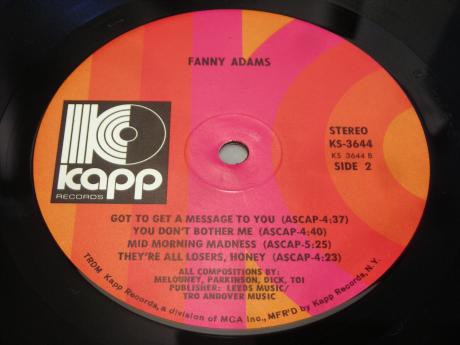 FANNY ADAMS
K
kapp
RECORDS
STEREO
KS-3644
KS 3644 B
SIDE 2
GOT TO GET A MESSAGE TO YOU (ASCAP-4:37)
YOU DON'T BOTHER ME (ASCAP-4:40)
MID MORNING MADNESS (ASCAP-5:25)
THEY'RE ALL LOSERS, HONEY (ASCAP-4:23)
ALL COMPOSITIONS BY:
MELOUNEY, PARKINSON, DICK, TOI
PUBLISHER: LEEDS MUSIC/
TRO ANDOVER MUSIC
TRDM Kapp Records, a division of MCA Inc., MFR'D by Kapp Records, N.Y.